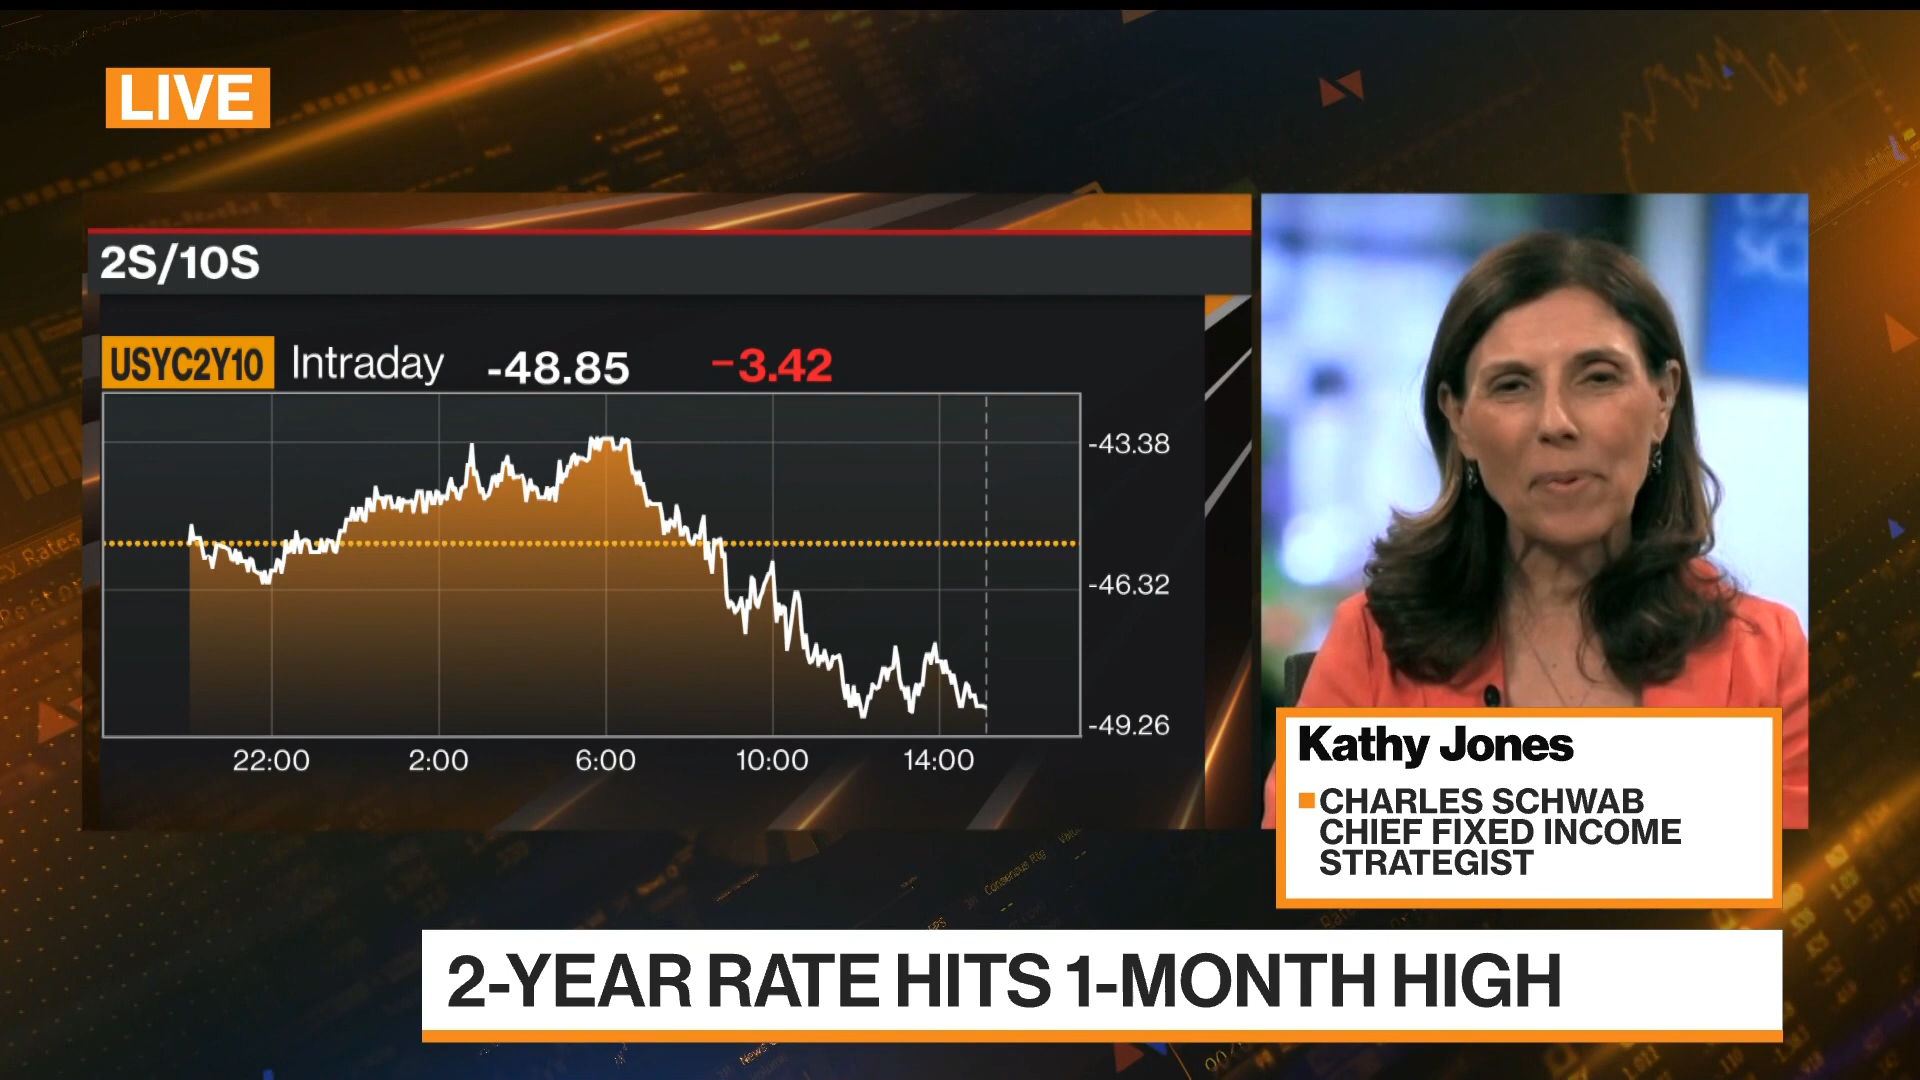 LIVE
2S/10S
USYC2Y10 Intraday -48.85 -3.42
-43.38
-46.32
-49.26
22:00 2:00 6:00 10:00 14:00
Kathy Jones
CHARLES SCHWAB
CHIEF FIXED INCOME
STRATEGIST
2-YEAR RATE HITS 1-MONTH HIGH